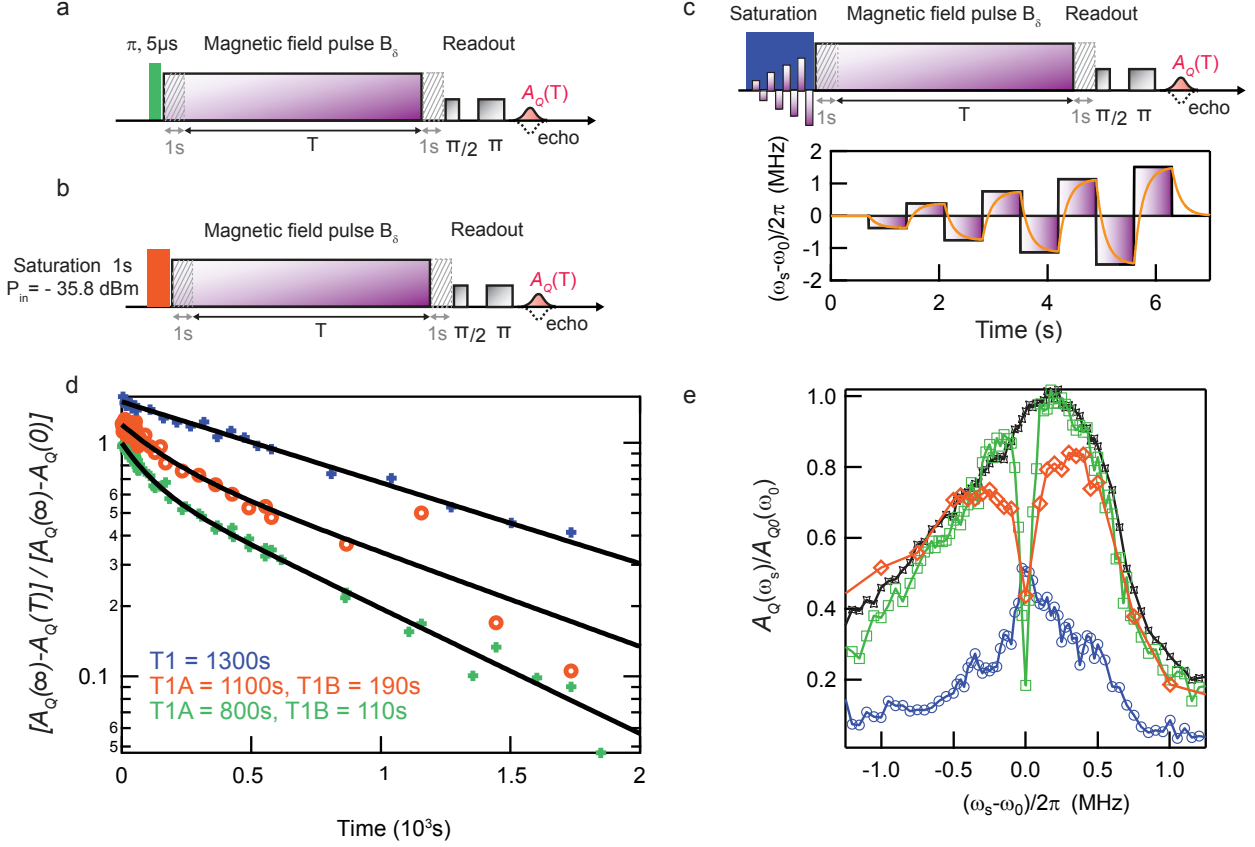 a
π, 5µs
Magnetic field pulse B_δ
Readout
A_Q(T)
1s
T
1s
π/2
π
echo
b
Saturation 1s
P_in = - 35.8 dBm
Magnetic field pulse B_δ
Readout
A_Q(T)
1s
T
1s
π/2
π
echo
c
Saturation
Magnetic field pulse B_δ
Readout
A_Q(T)
1s
T
1s
π/2
π
echo
(ω_s-ω_0)/2π (MHz)
2
1
0
-1
-2
0
2
4
6
Time (s)
d
[A_Q(∞)-A_Q(T)] / [A_Q(∞)-A_Q(0)]
1
8
7
6
5
4
3
2
0.1
8
7
6
5
T1 = 1300s
T1A = 1100s, T1B = 190s
T1A = 800s, T1B = 110s
0
0.5
1
1.5
2
Time (10³s)
e
A_Q(ω_s)/A_Q0(ω_0)
1.0
0.8
0.6
0.4
0.2
-1.0
-0.5
0.0
0.5
1.0
(ω_s-ω_0)/2π (MHz)